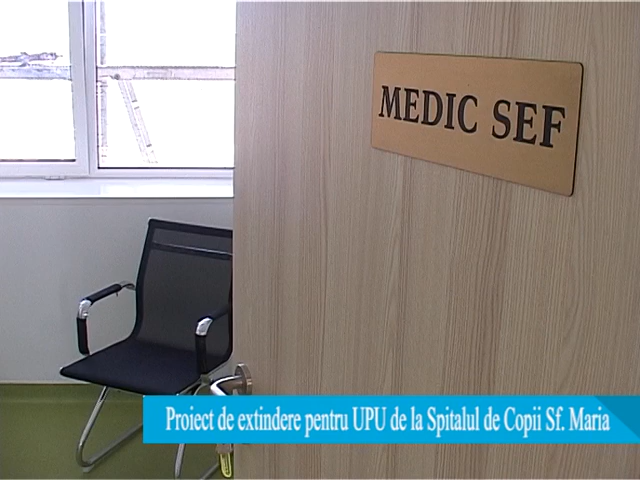 MEDIC SEF
Proiect de extindere pentru UPU de la Spitalul de Copii Sf. Maria